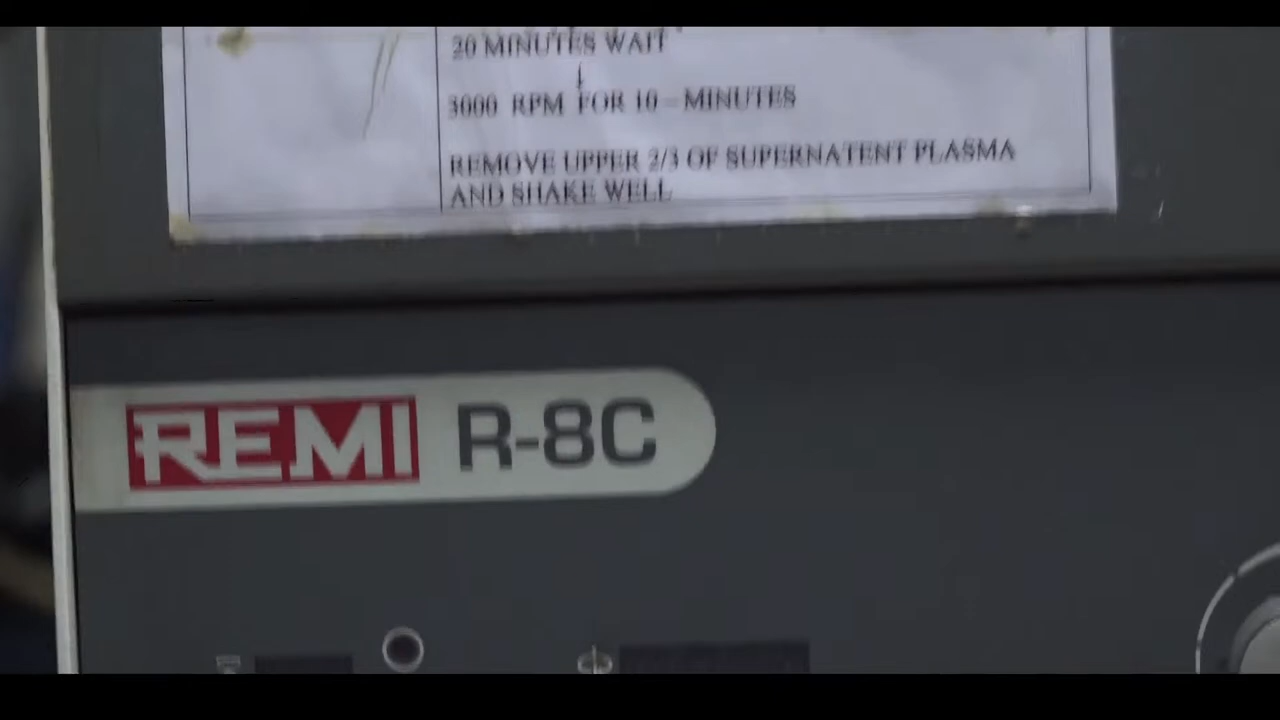 20 MINUTES WAIT
3000 RPM FOR 10 – MINUTES
REMOVE UPPER 2/3 OF SUPERNATENT PLASMA
AND SHAKE WELL
REMI R-8C